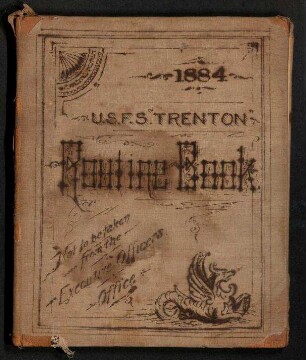 1884
U.S.F.S. "TRENTON"
Routine Book
Not to be taken
from the
Executive Officer's
Office